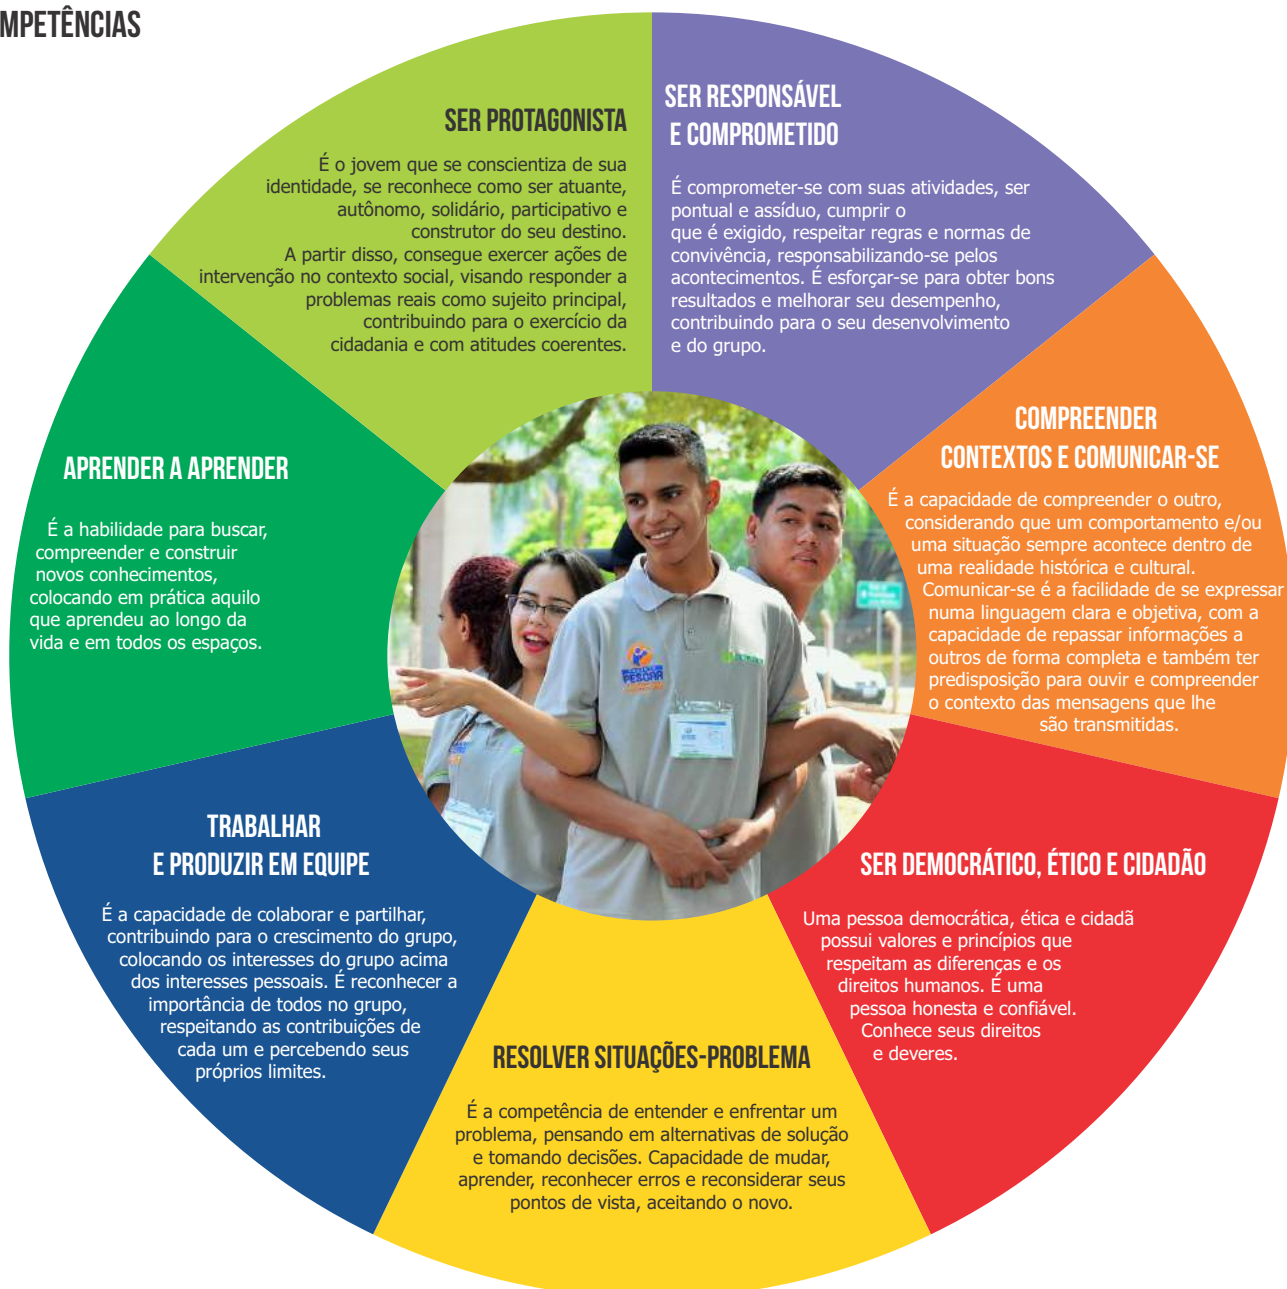 MPETÊNCIAS
SER PROTAGONISTA
É o jovem que se conscientiza de sua
identidade, se reconhece como ser atuante,
autônomo, solidário, participativo e
construtor do seu destino.
A partir disso, consegue exercer ações de
intervenção no contexto social, visando responder a
problemas reais como sujeito principal,
contribuindo para o exercício da
cidadania e com atitudes coerentes.
SER RESPONSÁVEL
E COMPROMETIDO
É comprometer-se com suas atividades, ser
pontual e assíduo, cumprir o
que é exigido, respeitar regras e normas de
convivência, responsabilizando-se pelos
acontecimentos. É esforçar-se para obter bons
resultados e melhorar seu desempenho,
contribuindo para o seu desenvolvimento
e do grupo.
COMPREENDER
CONTEXTOS E COMUNICAR-SE
É a capacidade de compreender o outro,
considerando que um comportamento e/ou
uma situação sempre acontece dentro de
uma realidade histórica e cultural.
Comunicar-se é a facilidade de se expressar
numa linguagem clara e objetiva, com a
capacidade de repassar informações a
outros de forma completa e também ter
predisposição para ouvir e compreender
o contexto das mensagens que lhe
são transmitidas.
SER DEMOCRÁTICO, ÉTICO E CIDADÃO
Uma pessoa democrática, ética e cidadã
possui valores e princípios que
respeitam as diferenças e os
direitos humanos. É uma
pessoa honesta e confiável.
Conhece seus direitos
e deveres.
RESOLVER SITUAÇÕES-PROBLEMA
É a competência de entender e enfrentar um
problema, pensando em alternativas de solução
e tomando decisões. Capacidade de mudar,
aprender, reconhecer erros e reconsiderar seus
pontos de vista, aceitando o novo.
TRABALHAR
E PRODUZIR EM EQUIPE
É a capacidade de colaborar e partilhar,
contribuindo para o crescimento do grupo,
colocando os interesses do grupo acima
dos interesses pessoais. É reconhecer a
importância de todos no grupo,
respeitando as contribuições de
cada um e percebendo seus
próprios limites.
APRENDER A APRENDER
É a habilidade para buscar,
compreender e construir
novos conhecimentos,
colocando em prática aquilo
que aprendeu ao longo da
vida e em todos os espaços.
PESCAR